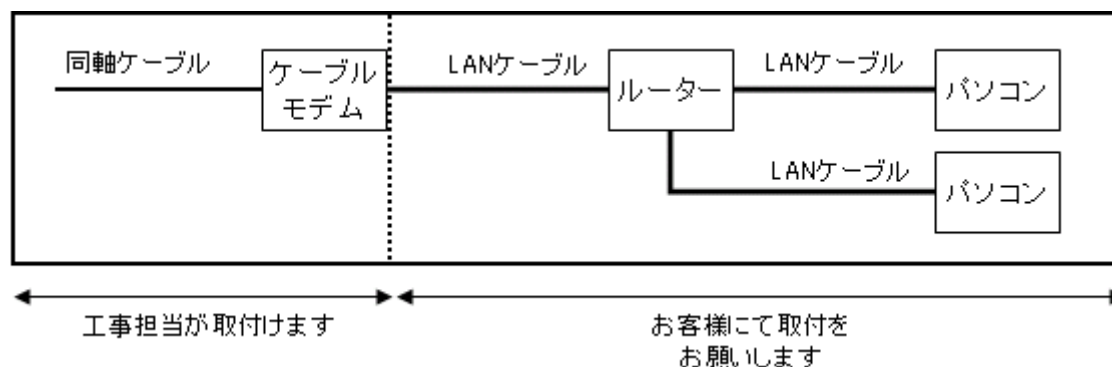 同軸ケーブル
ケーブル
モデム
LANケーブル
ルーター
LANケーブル
パソコン
LANケーブル
パソコン
工事担当が取付けます
お客様にて取付を
お願いします